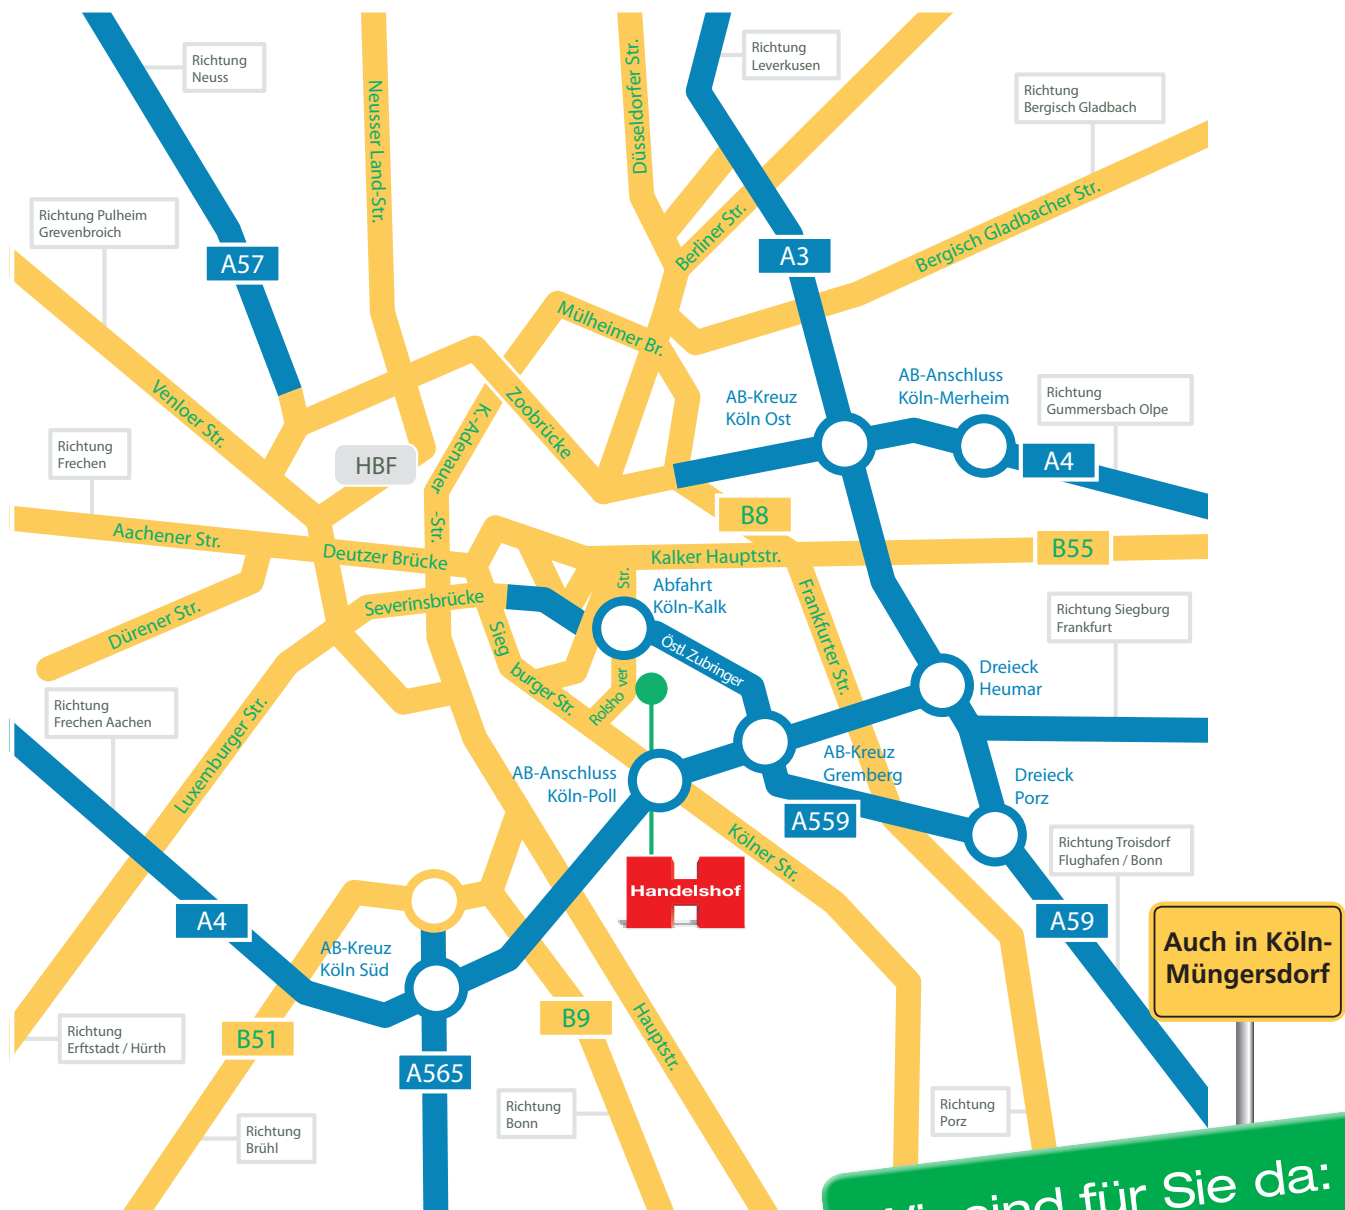 Richtung
Neuss
Richtung
Leverkusen
Richtung
Bergisch Gladbach
Richtung Pulheim
Grevenbroich
A57
Neusser Land-Str.
Düsseldorfer Str.
Berliner Str.
A3
Bergisch Gladbacher Str.
Mülheimer Br.
Venloer Str.
Zoobrücke
K.-Adenauer
-Str.
AB-Kreuz
Köln Ost
AB-Anschluss
Köln-Merheim
Richtung
Gummersbach Olpe
Richtung
Frechen
HBF
A4
B8
Aachener Str.
Deutzer Brücke
Kalker Hauptstr.
B55
Dürener Str.
Severinsbrücke
Sieg
burger Str.
Str.
Rolsho
ver
Abfahrt
Köln-Kalk
Östl. Zubringer
Frankfurter Str.
Richtung Siegburg
Frankfurt
Dreieck
Heumar
Richtung
Frechen Aachen
Luxemburger Str.
AB-Anschluss
Köln-Poll
AB-Kreuz
Gremberg
Dreieck
Porz
A559
Kölner Str.
Richtung Troisdorf
Flughafen / Bonn
Handelshof
A4
A59
AB-Kreuz
Köln Süd
Auch in Köln-
Müngersdorf
Richtung
Erftstadt / Hürth
B51
B9
Hauptstr.
A565
Richtung
Bonn
Richtung
Porz
Richtung
Brühl
Wir sind für Sie da: